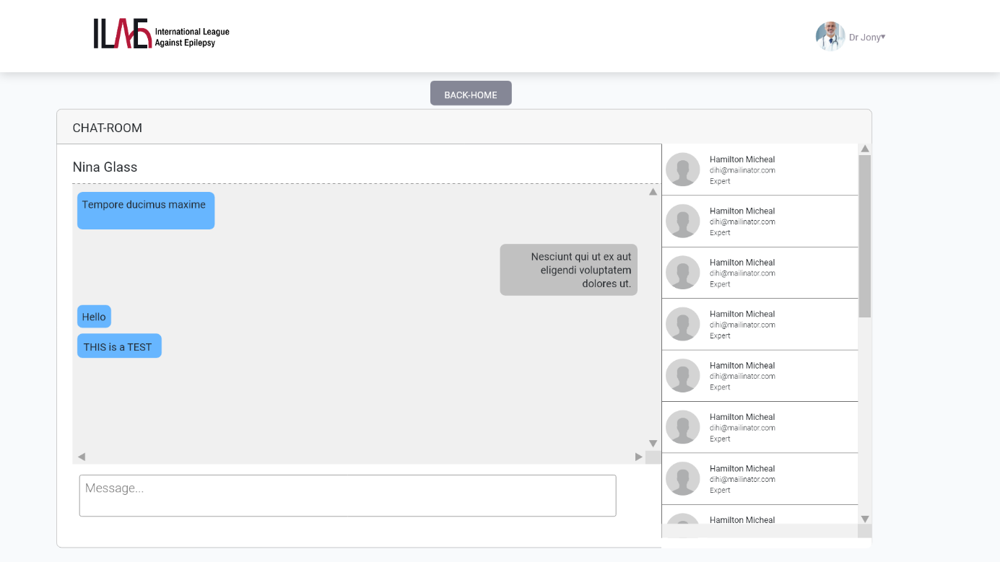 ILAE International League
Against Epilepsy
Dr Jony
BACK-HOME
CHAT-ROOM
Nina Glass
Tempore ducimus maxime
Nesciunt qui ut ex aut
eligendi voluptatem
dolores ut.
Hello
THIS is a TEST
Message...
Hamilton Micheal
dihi@mailinator.com
Expert
Hamilton Micheal
dihi@mailinator.com
Expert
Hamilton Micheal
dihi@mailinator.com
Expert
Hamilton Micheal
dihi@mailinator.com
Expert
Hamilton Micheal
dihi@mailinator.com
Expert
Hamilton Micheal
dihi@mailinator.com
Expert
Hamilton Micheal
dihi@mailinator.com
Expert
Hamilton Micheal